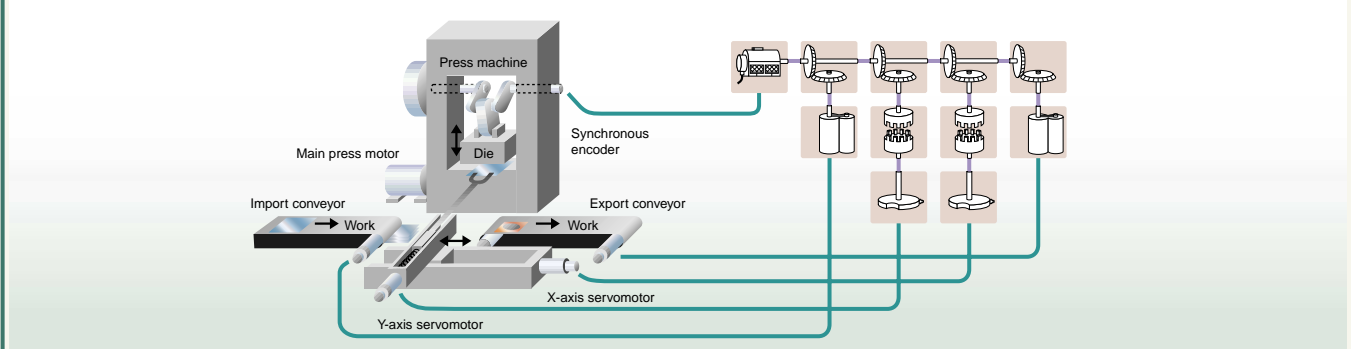 Press machine
Synchronous
encoder
Die
Main press motor
Import conveyor
Export conveyor
Work
Work
X-axis servomotor
Y-axis servomotor